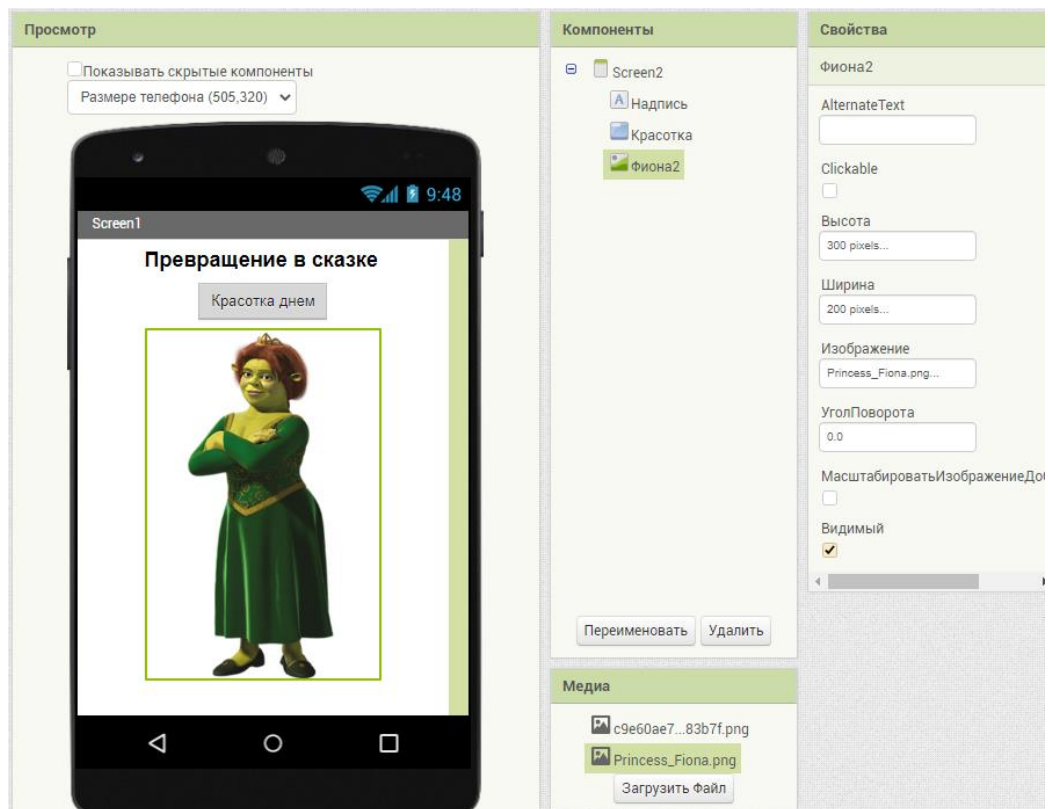 Просмотр
Показывать скрытые компоненты
Размере телефона (505,320)
9:48
Screen1
Превращение в сказке
Красотка днем
Компоненты
Screen2
Надпись
Красотка
Фиона2
Переименовать
Удалить
Медиа
c9e60ae7...83b7f.png
Princess_Fiona.png
Загрузить Файл
Свойства
Фиона2
AlternateText
Clickable
Высота
300 pixels...
Ширина
200 pixels...
Изображение
Princess_Fiona.png...
УголПоворота
0.0
МасштабироватьИзображениеДо
Видимый